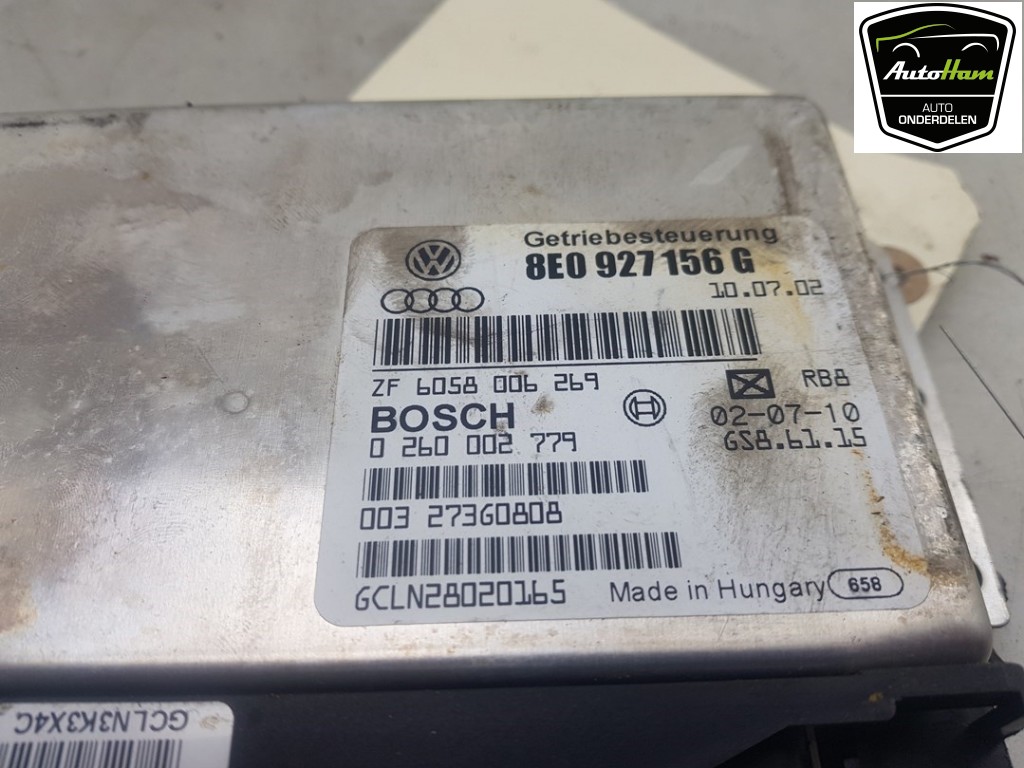 AutoHam
AUTO
ONDERDELEN
Getriebesteuerung
8E0 927 156 G
10.07.02
ZF 6058 006 269
RB8
BOSCH
02-07-10
0 260 002 779
GS8.61.15
003 27360808
GCLN28020165
Made in Hungary 658
GCLN3K3X4C